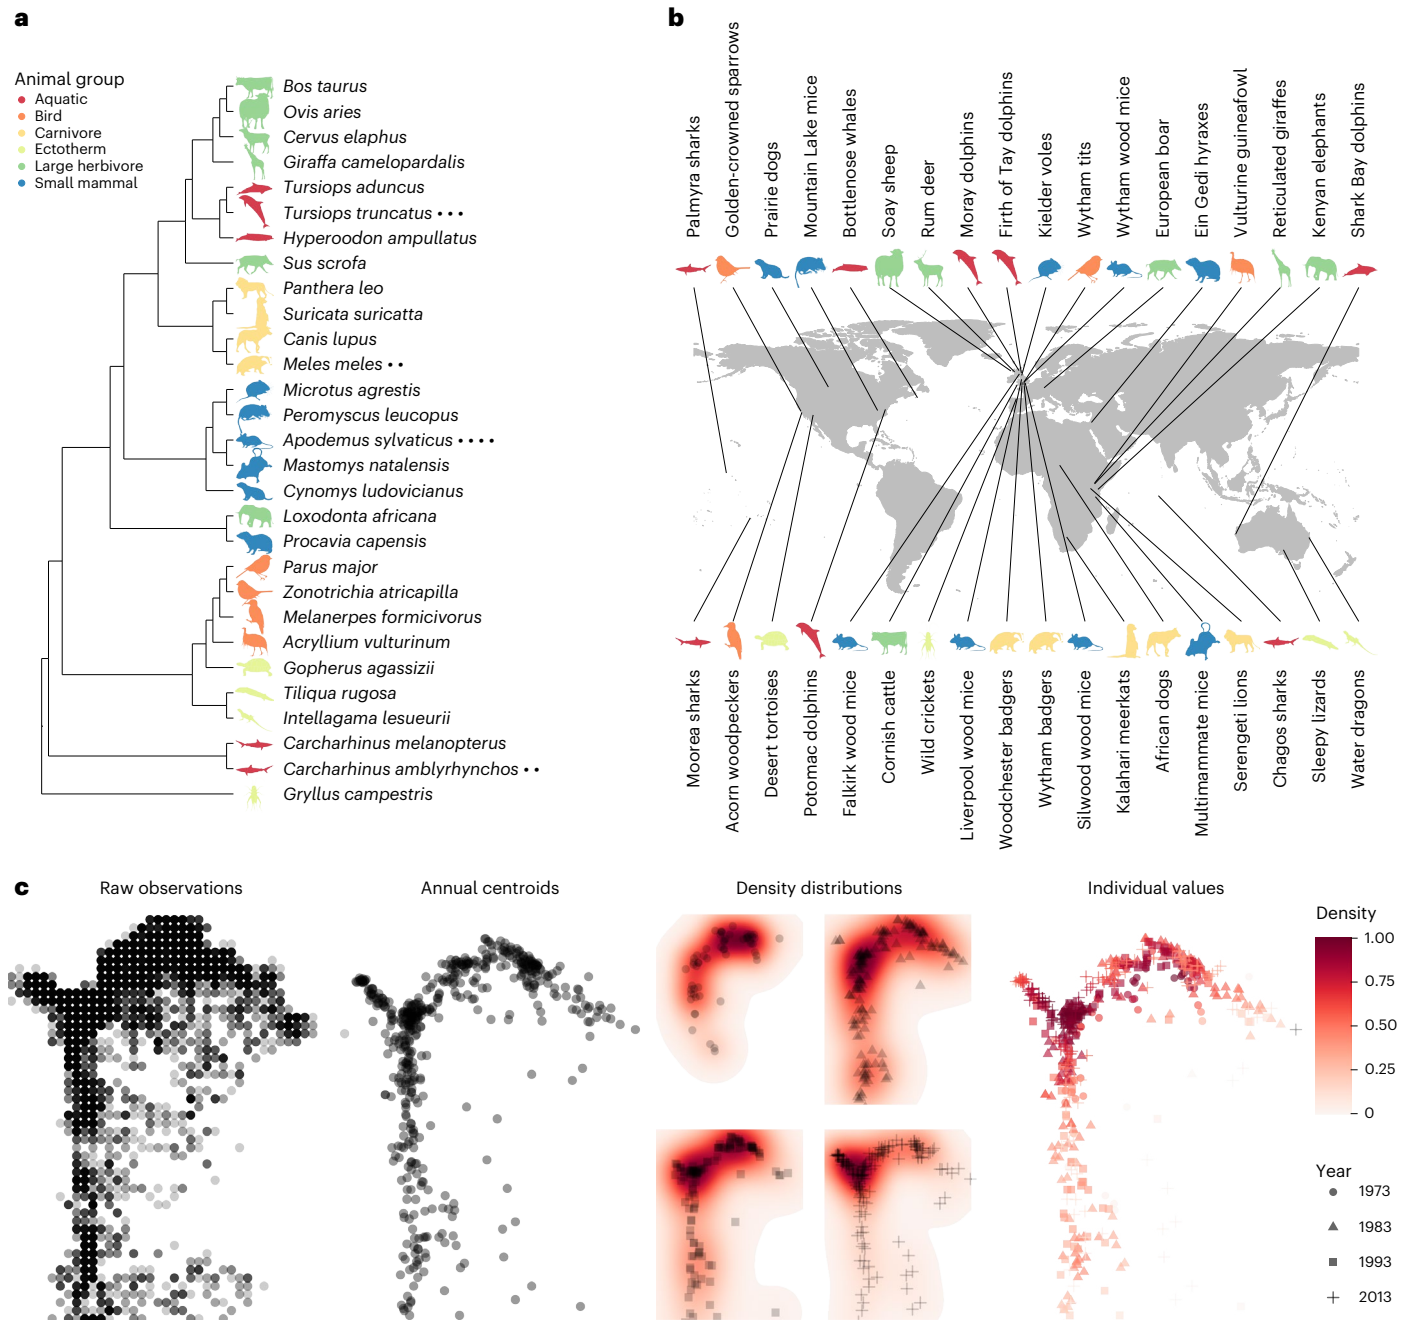 a
Animal group
Aquatic
Bird
Carnivore
Ectotherm
Large herbivore
Small mammal
Bos taurus
Ovis aries
Cervus elaphus
Giraffa camelopardalis
Tursiops aduncus
Tursiops truncatus • • •
Hyperoodon ampullatus
Sus scrofa
Panthera leo
Suricata suricatta
Canis lupus
Meles meles • •
Microtus agrestis
Peromyscus leucopus
Apodemus sylvaticus • • • •
Mastomys natalensis
Cynomys ludovicianus
Loxodonta africana
Procavia capensis
Parus major
Zonotrichia atricapilla
Melanerpes formicivorus
Acryllium vulturinum
Gopherus agassizii
Tiliqua rugosa
Intellagama lesueurii
Carcharhinus melanopterus
Carcharhinus amblyrhynchos • •
Gryllus campestris
b
Palmyra sharks
Golden-crowned sparrows
Prairie dogs
Mountain Lake mice
Bottlenose whales
Soay sheep
Rum deer
Moray dolphins
Firth of Tay dolphins
Kielder voles
Wytham tits
Wytham wood mice
European boar
Ein Gedi hyraxes
Vulturine guineafowl
Reticulated giraffes
Kenyan elephants
Shark Bay dolphins
Moorea sharks
Acorn woodpeckers
Desert tortoises
Potomac dolphins
Falkirk wood mice
Cornish cattle
Wild crickets
Liverpool wood mice
Woodchester badgers
Wytham badgers
Silwood wood mice
Kalahari meerkats
African dogs
Multimammate mice
Serengeti lions
Chagos sharks
Sleepy lizards
Water dragons
c
Raw observations
Annual centroids
Density distributions
Individual values
Density
1.00
0.75
0.50
0.25
0
Year
1973
1983
1993
2013